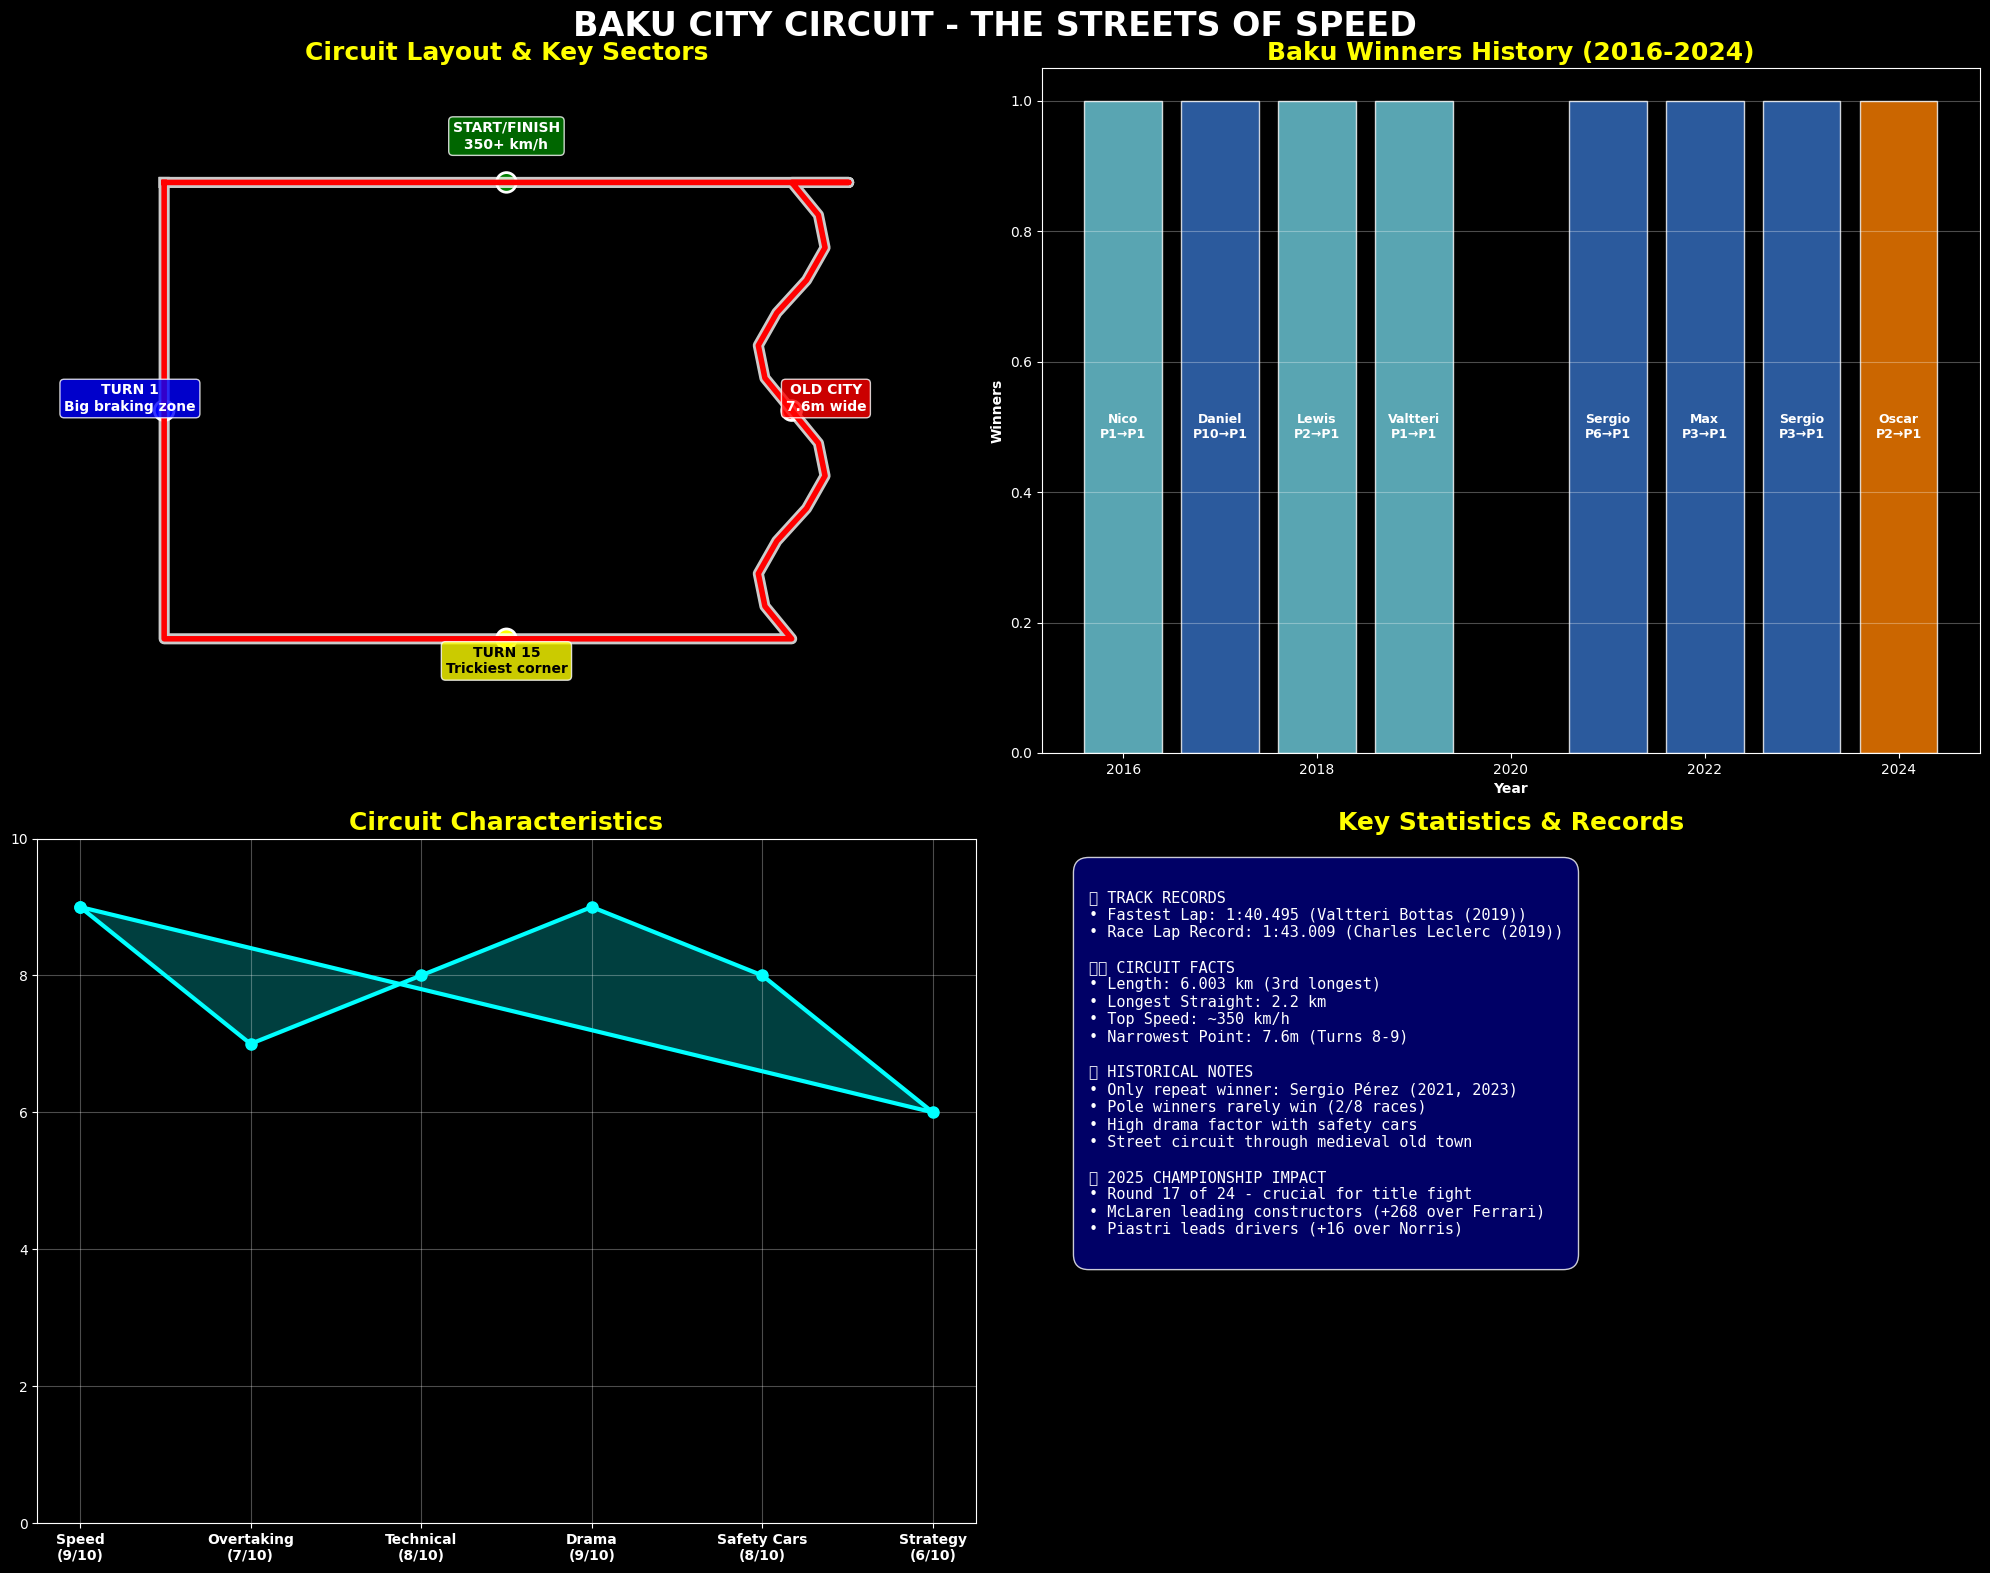 BAKU CITY CIRCUIT - THE STREETS OF SPEED
Circuit Layout & Key Sectors
START/FINISH
350+ km/h
TURN 1
Big braking zone
OLD CITY
7.6m wide
TURN 15
Trickiest corner
Baku Winners History (2016-2024)
Winners
1.0
0.8
0.6
0.4
0.2
0.0
Nico
P1→P1
Daniel
P10→P1
Lewis
P2→P1
Valtteri
P1→P1
Sergio
P6→P1
Max
P3→P1
Sergio
P3→P1
Oscar
P2→P1
2016 2018 2020 2022 2024
Year
Circuit Characteristics
10
8
6
4
2
0
Speed
(9/10)
Overtaking
(7/10)
Technical
(8/10)
Drama
(9/10)
Safety Cars
(8/10)
Strategy
(6/10)
Key Statistics & Records
TRACK RECORDS
• Fastest Lap: 1:40.495 (Valtteri Bottas (2019))
• Race Lap Record: 1:43.009 (Charles Leclerc (2019))
CIRCUIT FACTS
• Length: 6.003 km (3rd longest)
• Longest Straight: 2.2 km
• Top Speed: ~350 km/h
• Narrowest Point: 7.6m (Turns 8-9)
HISTORICAL NOTES
• Only repeat winner: Sergio Pérez (2021, 2023)
• Pole winners rarely win (2/8 races)
• High drama factor with safety cars
• Street circuit through medieval old town
2025 CHAMPIONSHIP IMPACT
• Round 17 of 24 - crucial for title fight
• McLaren leading constructors (+268 over Ferrari)
• Piastri leads drivers (+16 over Norris)